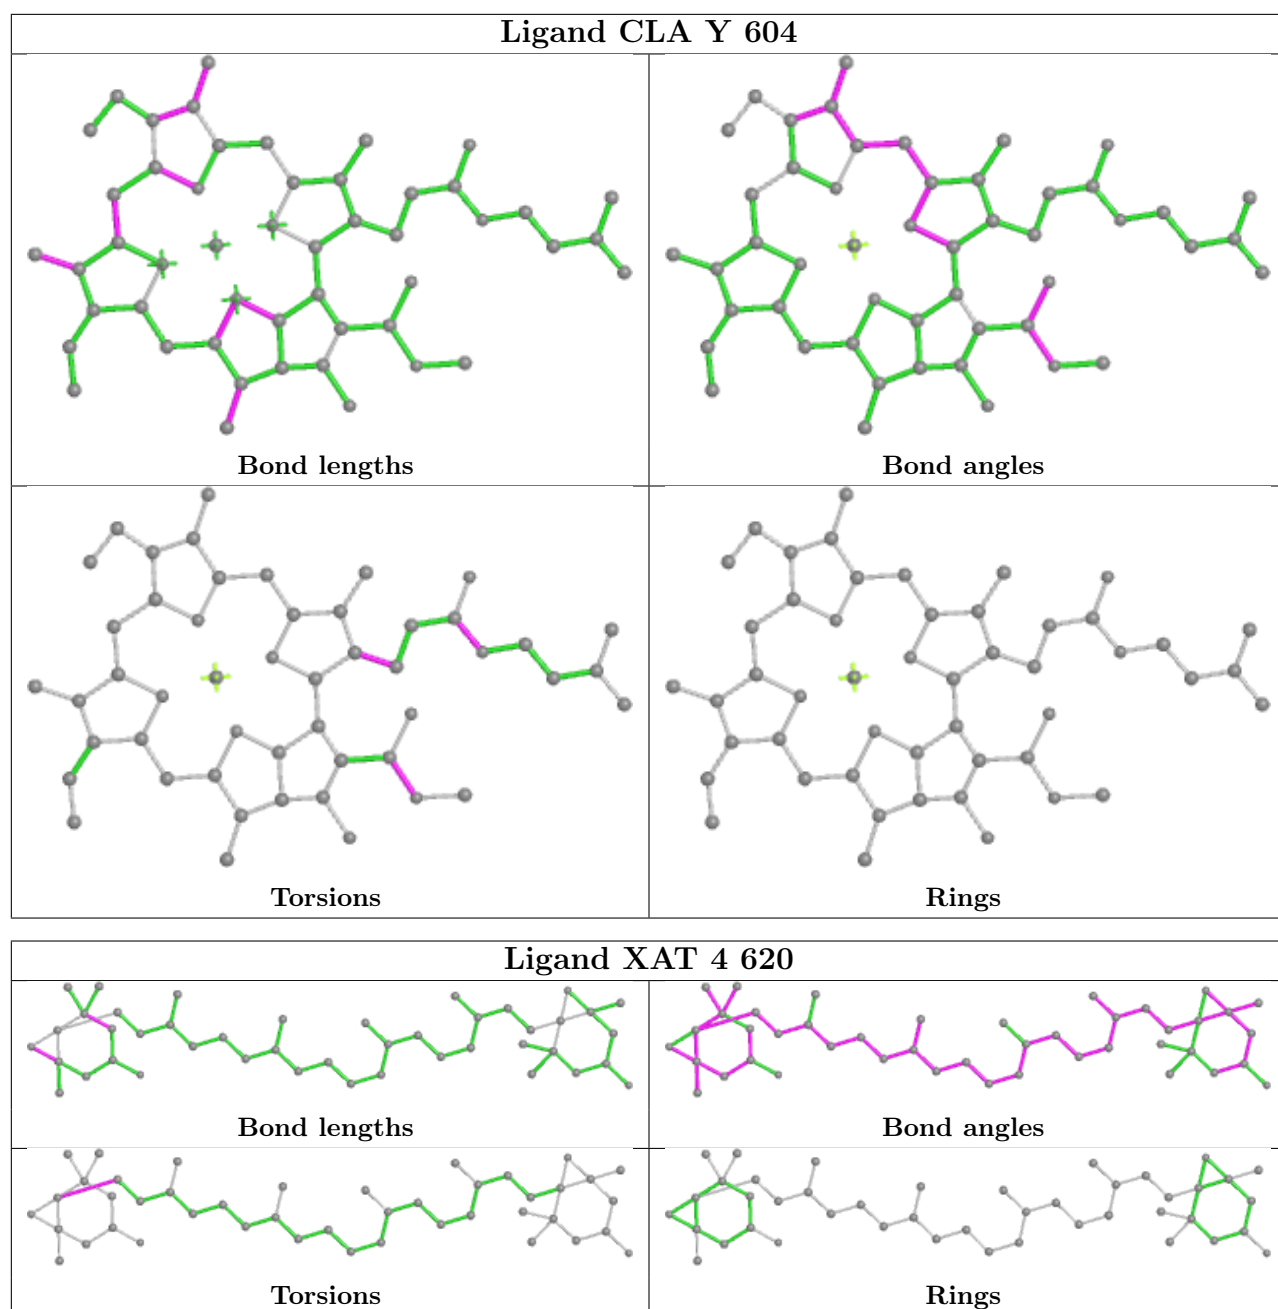 Ligand CLA Y 604
Bond lengths
Bond angles
Torsions
Rings
Ligand XAT 4 620
Bond lengths
Bond angles
Torsions
Rings